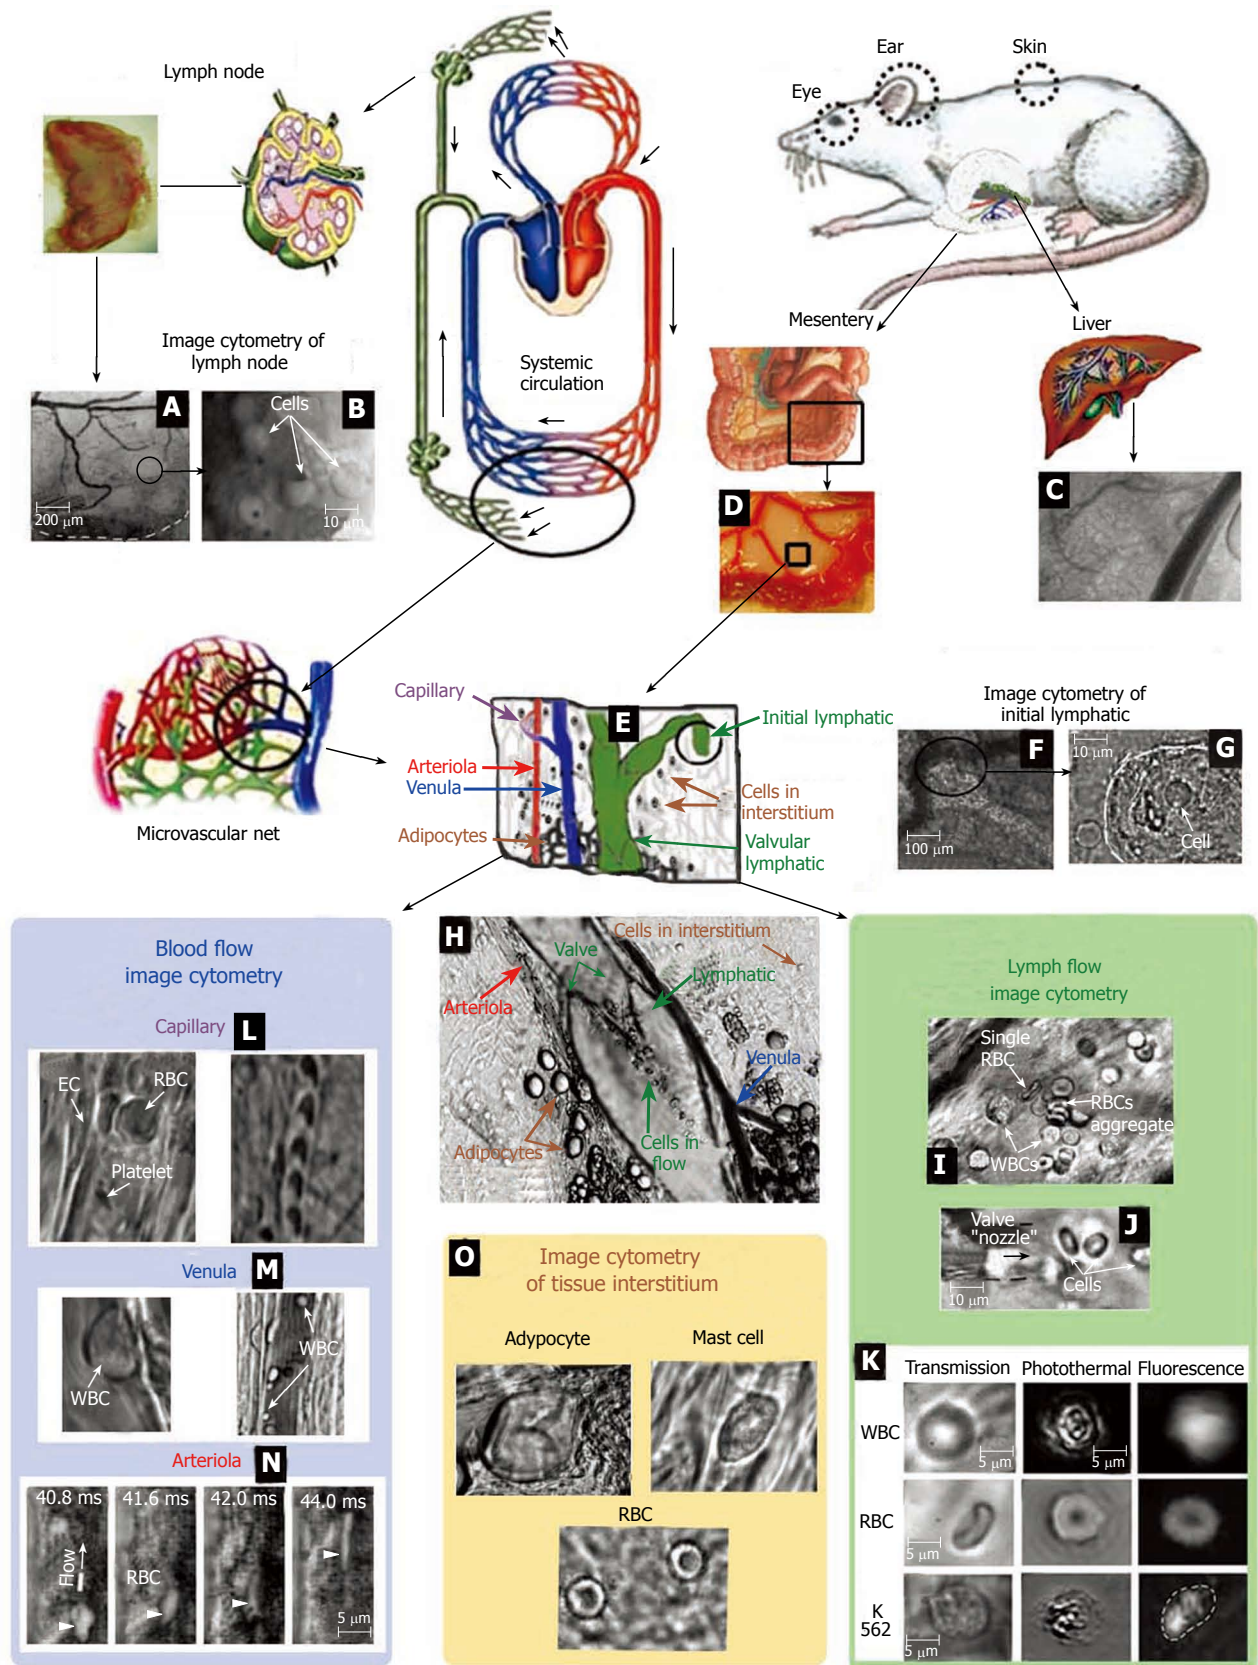 Lymph node
Ear
Skin
Eye
Systemic
circulation
Mesentery
Liver
Image cytometry of
lymph node
A
200 μm
B
Cells
10 μm
C
D
Microvascular net
Capillary
Arteriola
Venula
Adipocytes
E
Initial lymphatic
Cells in
interstitium
Valvular
lymphatic
Image cytometry of
initial lymphatic
F
100 μm
10 μm
G
Cell
Blood flow
image cytometry
Capillary
L
EC
RBC
Platelet
Venula
M
WBC
WBC
Arteriola
N
40.8 ms
41.6 ms
42.0 ms
44.0 ms
Flow
RBC
5 μm
H
Cells in interstitium
Valve
Lymphatic
Arteriola
Venula
Adipocytes
Cells in
flow
O
Image cytometry
of tissue interstitium
Adypocyte
Mast cell
RBC
Lymph flow
image cytometry
Single
RBC
RBCs
aggregate
WBCs
I
Valve
"nozzle"
J
Cells
10 μm
K
Transmission
Photothermal
Fluorescence
WBC
5 μm
5 μm
RBC
5 μm
K
562
5 μm